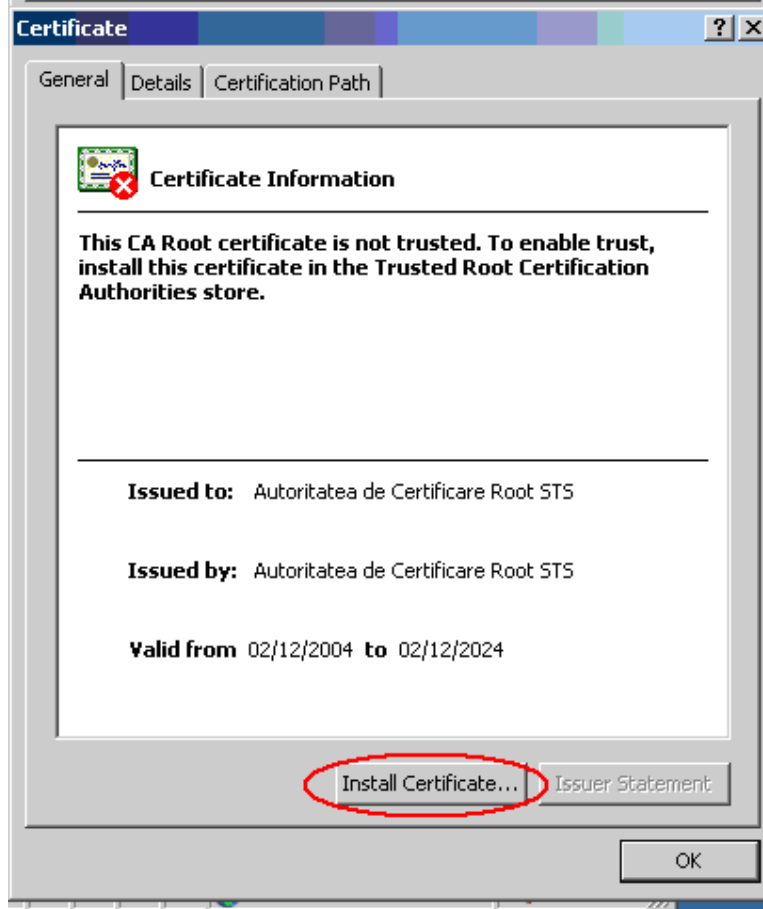 Certificate
General Details Certification Path
Certificate Information
This CA Root certificate is not trusted. To enable trust,
install this certificate in the Trusted Root Certification
Authorities store.
Issued to: Autoritatea de Certificare Root STS
Issued by: Autoritatea de Certificare Root STS
Valid from 02/12/2004 to 02/12/2024
Install Certificate... Issuer Statement
OK